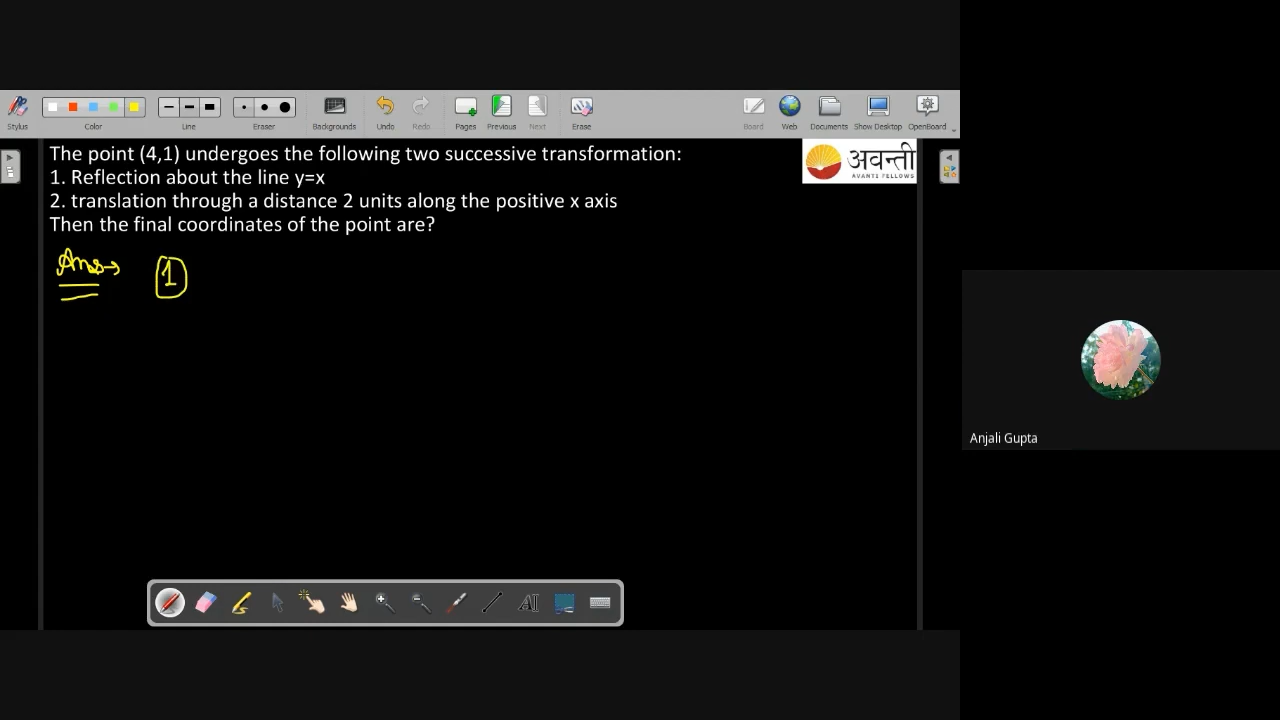 Stylus
Color
Line
Eraser
Backgrounds
Undo
Redo
Pages
Previous
Next
Erase
Board
Web
Documents
Show Desktop
OpenBoard
The point (4,1) undergoes the following two successive transformation:
1. Reflection about the line y=x
2. translation through a distance 2 units along the positive x axis
Then the final coordinates of the point are?
अवन्ती
AVANTI FELLOWS
Ans→ 1
AI
Anjali Gupta